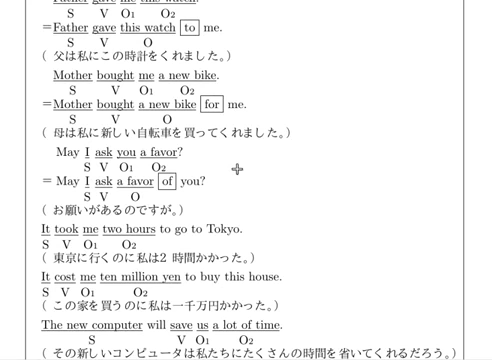 Father gave me this watch.
S V O1 O2
=Father gave this watch to me.
S V O
( 父は私にこの時計をくれました。)
Mother bought me a new bike.
S V O1 O2
=Mother bought a new bike for me.
S V O
( 母は私に新しい自転車を買ってくれました。)
May I ask you a favor?
S V O1 O2
= May I ask a favor of you?
S V O
( お願いがあるのですが。)
It took me two hours to go to Tokyo.
S V O1 O2
( 東京に行くのに私は2 時間かかった。)
It cost me ten million yen to buy this house.
S V O1 O2
( この家を買うのに私は一千万円かかった。)
The new computer will save us a lot of time.
S V O1 O2
( その新しいコンピュータは私たちにたくさんの時間を省いてくれるだろう。)